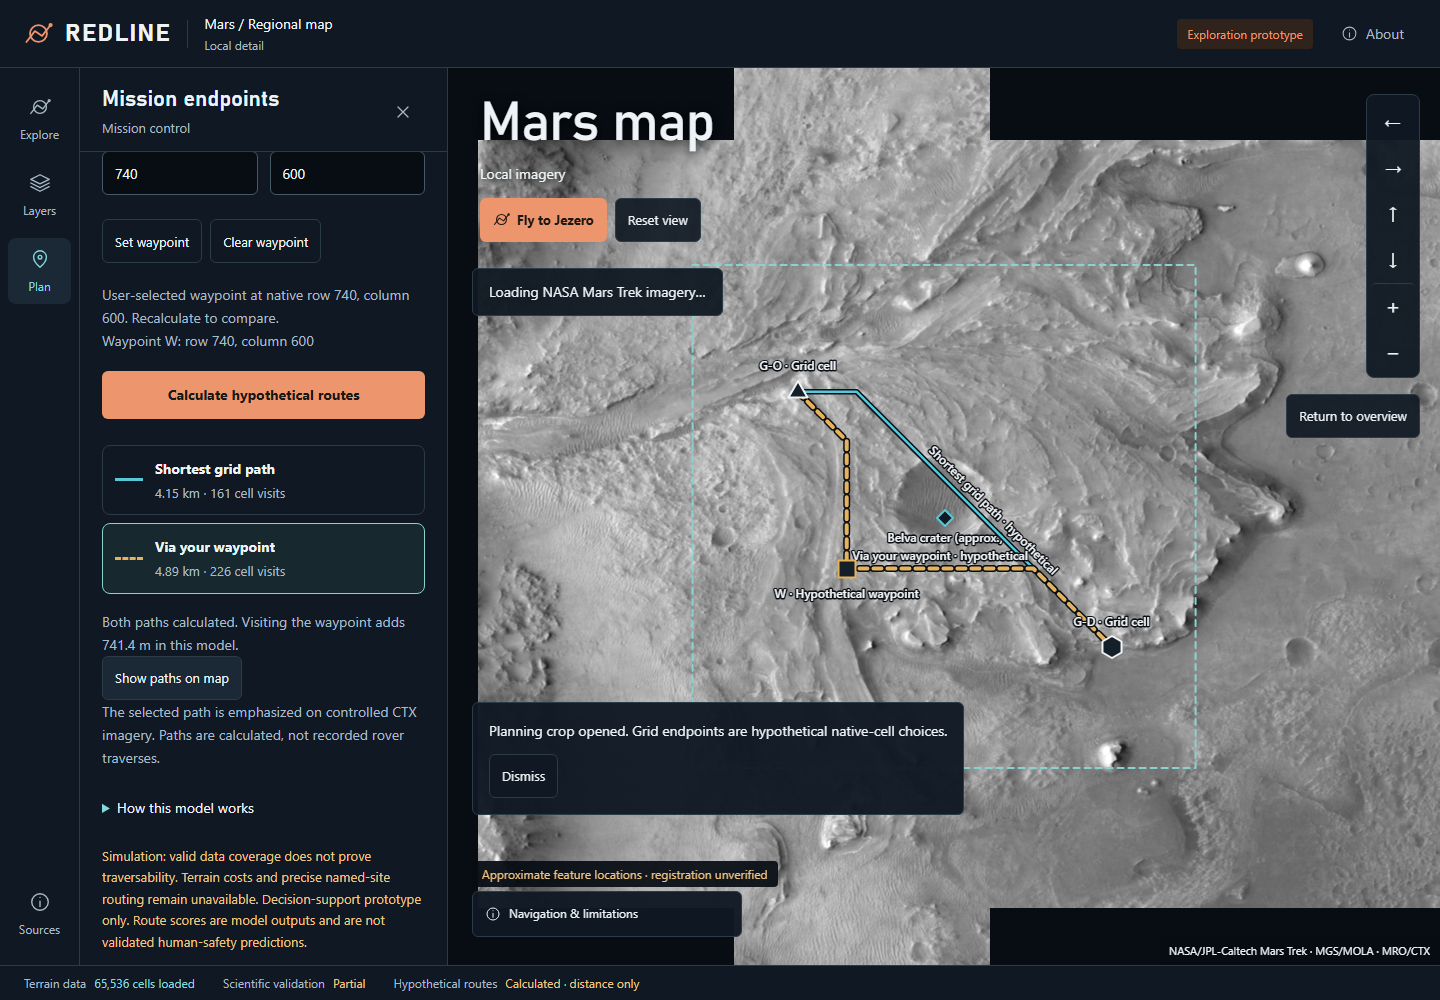 REDLINE
Mars / Regional map
Local detail
Exploration prototype
About
Explore
Layers
Plan
Sources
Mission endpoints
Mission control
740
600
Set waypoint
Clear waypoint
User-selected waypoint at native row 740, column
600. Recalculate to compare.
Waypoint W: row 740, column 600
Calculate hypothetical routes
Shortest grid path
4.15 km · 161 cell visits
Via your waypoint
4.89 km · 226 cell visits
Both paths calculated. Visiting the waypoint adds
741.4 m in this model.
Show paths on map
The selected path is emphasized on controlled CTX
imagery. Paths are calculated, not recorded rover
traverses.
How this model works
Simulation: valid data coverage does not prove
traversability. Terrain costs and precise named-site
routing remain unavailable. Decision-support prototype
only. Route scores are model outputs and are not
validated human-safety predictions.
Mars map
Local imagery
Fly to Jezero
Reset view
Loading NASA Mars Trek imagery...
G-O · Grid cell
Shortest grid path · hypothetical
Belva crater (approx.)
Via your waypoint · hypothetical
W · Hypothetical waypoint
G-D · Grid cell
Return to overview
Planning crop opened. Grid endpoints are hypothetical native-cell choices.
Dismiss
Approximate feature locations · registration unverified
Navigation & limitations
NASA/JPL-Caltech Mars Trek · MGS/MOLA · MRO/CTX
Terrain data 65,536 cells loaded
Scientific validation Partial
Hypothetical routes Calculated · distance only